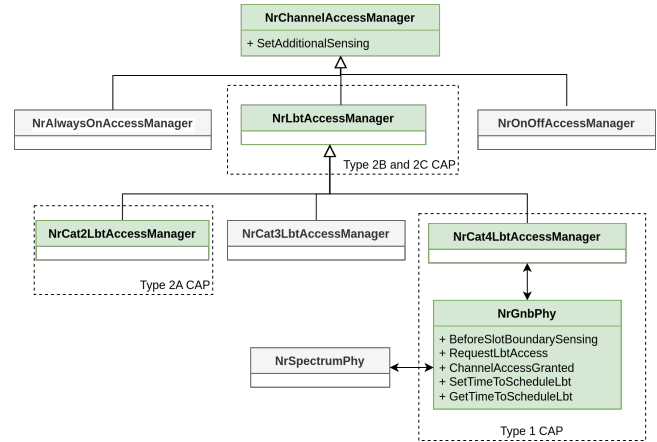 NrChannelAccessManager
+ SetAdditionalSensing
NrAlwaysOnAccessManager
NrLbtAccessManager
NrOnOffAccessManager
Type 2B and 2C CAP
NrCat2LbtAccessManager
NrCat3LbtAccessManager
NrCat4LbtAccessManager
Type 2A CAP
NrGnbPhy
+ BeforeSlotBoundarySensing
+ RequestLbtAccess
+ ChannelAccessGranted
+ SetTimeToScheduleLbt
+ GetTimeToScheduleLbt
NrSpectrumPhy
Type 1 CAP